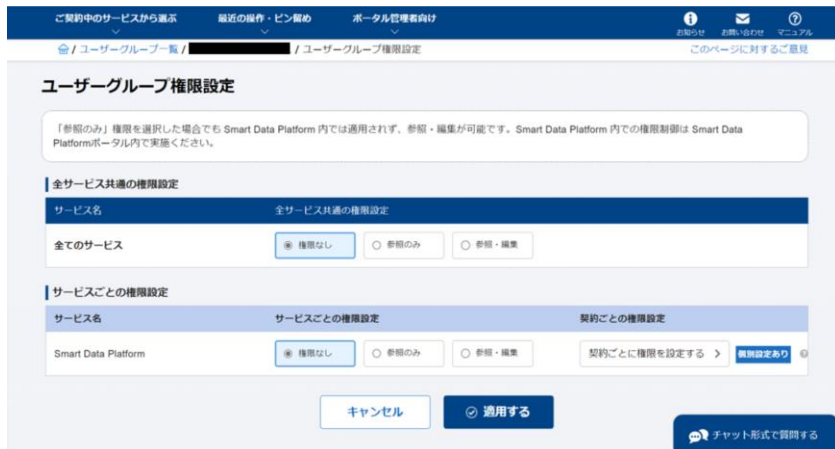 ご契約中のサービスから選ぶ
最近の操作・ピン留め
ポータル管理者向け
お知らせ
お問い合わせ
マニュアル
/ ユーザーグループ一覧 / / ユーザーグループ権限設定
このページに対するご意見
ユーザーグループ権限設定
「参照のみ」権限を選択した場合でも Smart Data Platform 内では適用されず、参照・編集が可能です。Smart Data Platform 内での権限制御は Smart Data
Platformポータル内で実施ください。
全サービス共通の権限設定
サービス名 全サービス共通の権限設定
全てのサービス 権限なし 参照のみ 参照・編集
サービスごとの権限設定
サービス名 サービスごとの権限設定 契約ごとの権限設定
Smart Data Platform 権限なし 参照のみ 参照・編集 契約ごとに権限を設定する 個別設定あり
キャンセル 適用する
チャット形式で質問する